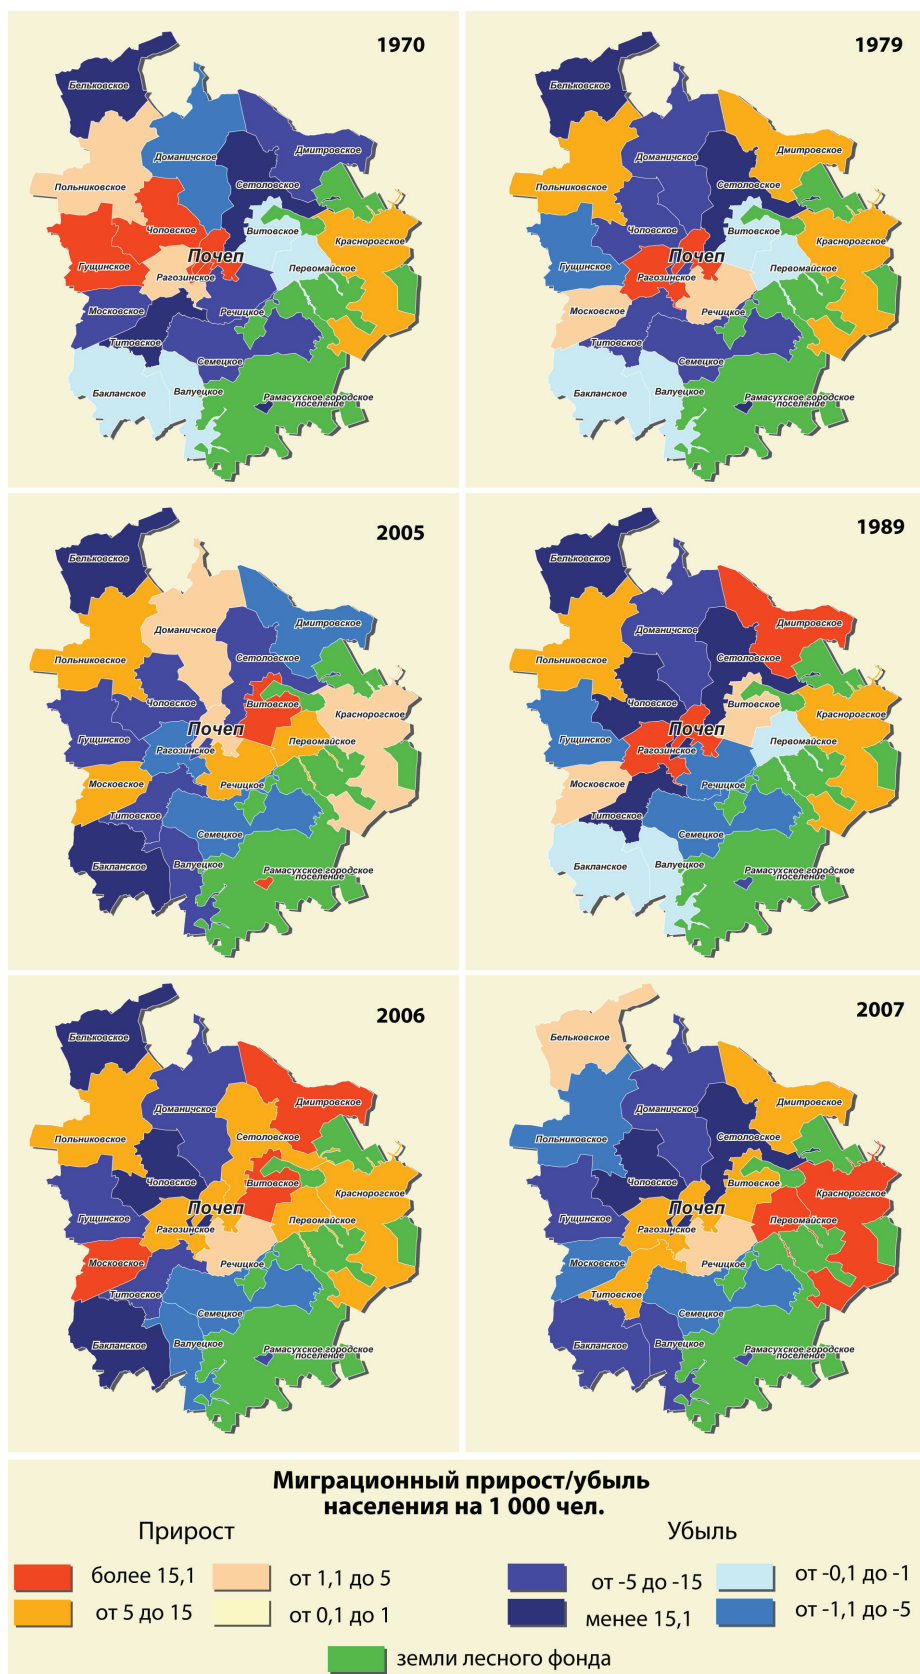 1970
Бельковское
Дмитровское
Доманичское
Сетоловское
Польниковское
Чоповское
Витовское
Красноргское
Почеп
Гущинское
Рагозинское
Первомайское
Московское
Речицкое
Титовское
Семецкое
Бакланское
Валуецкое
Рамасухское городское
поселение
1979
Бельковское
Дмитровское
Доманичское
Сетоловское
Польниковское
Чоповское
Витовское
Красноргское
Почеп
Гущинское
Рагозинское
Первомайское
Московское
Речицкое
Титовское
Семецкое
Бакланское
Валуецкое
Рамасухское городское
поселение
2005
Бельковское
Дмитровское
Доманичское
Сетоловское
Польниковское
Чоповское
Витовское
Красноргское
Почеп
Гущинское
Рагозинское
Первомайское
Московское
Речицкое
Титовское
Семецкое
Бакланское
Валуецкое
Рамасухское городское
поселение
1989
Бельковское
Дмитровское
Доманичское
Сетоловское
Польниковское
Чоповское
Витовское
Красноргское
Почеп
Гущинское
Рагозинское
Первомайское
Московское
Речицкое
Титовское
Семецкое
Бакланское
Валуецкое
Рамасухское городское
поселение
2006
Бельковское
Дмитровское
Доманичское
Сетоловское
Польниковское
Чоповское
Витовское
Красноргское
Почеп
Гущинское
Рагозинское
Первомайское
Московское
Речицкое
Титовское
Семецкое
Бакланское
Валуецкое
Рамасухское городское
поселение
2007
Бельковское
Дмитровское
Доманичское
Сетоловское
Польниковское
Чоповское
Витовское
Красноргское
Почеп
Гущинское
Рагозинское
Первомайское
Московское
Речицкое
Титовское
Семецкое
Бакланское
Валуецкое
Рамасухское городское
поселение
Миграционный прирост/убыль
населения на 1 000 чел.
Прирост
более 15,1
от 1,1 до 5
от 5 до 15
от 0,1 до 1
Убыль
от -5 до -15
от -0,1 до -1
менее 15,1
от -1,1 до -5
земли лесного фонда